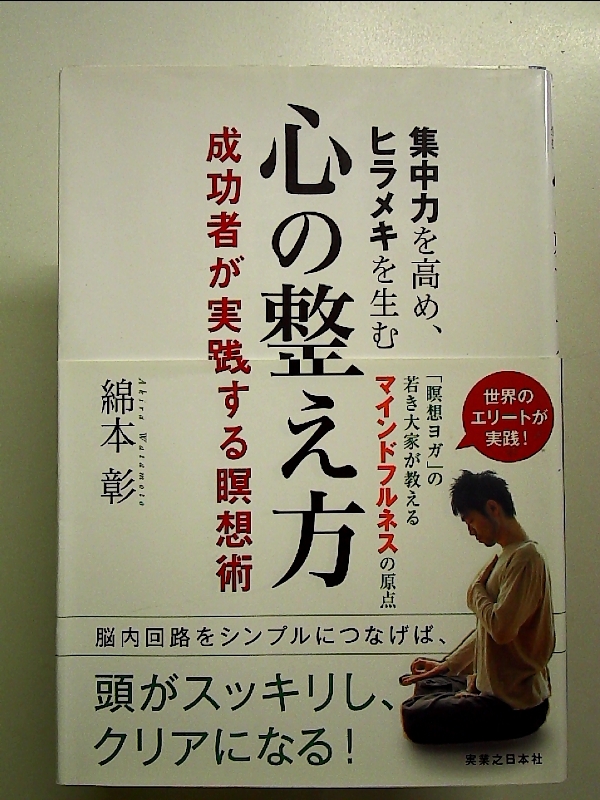 集中力を高め、
ヒラメキを生む
心の整え方
成功者が実践する瞑想術
Akira Watamoto
綿本 彰
世界の
エリートが
実践!
「瞑想ヨガ」の
若き大家が教える
マインドフルネスの原点
脳内回路をシンプルにつなげば、
頭がスッキリし、
クリアになる!
実業之日本社